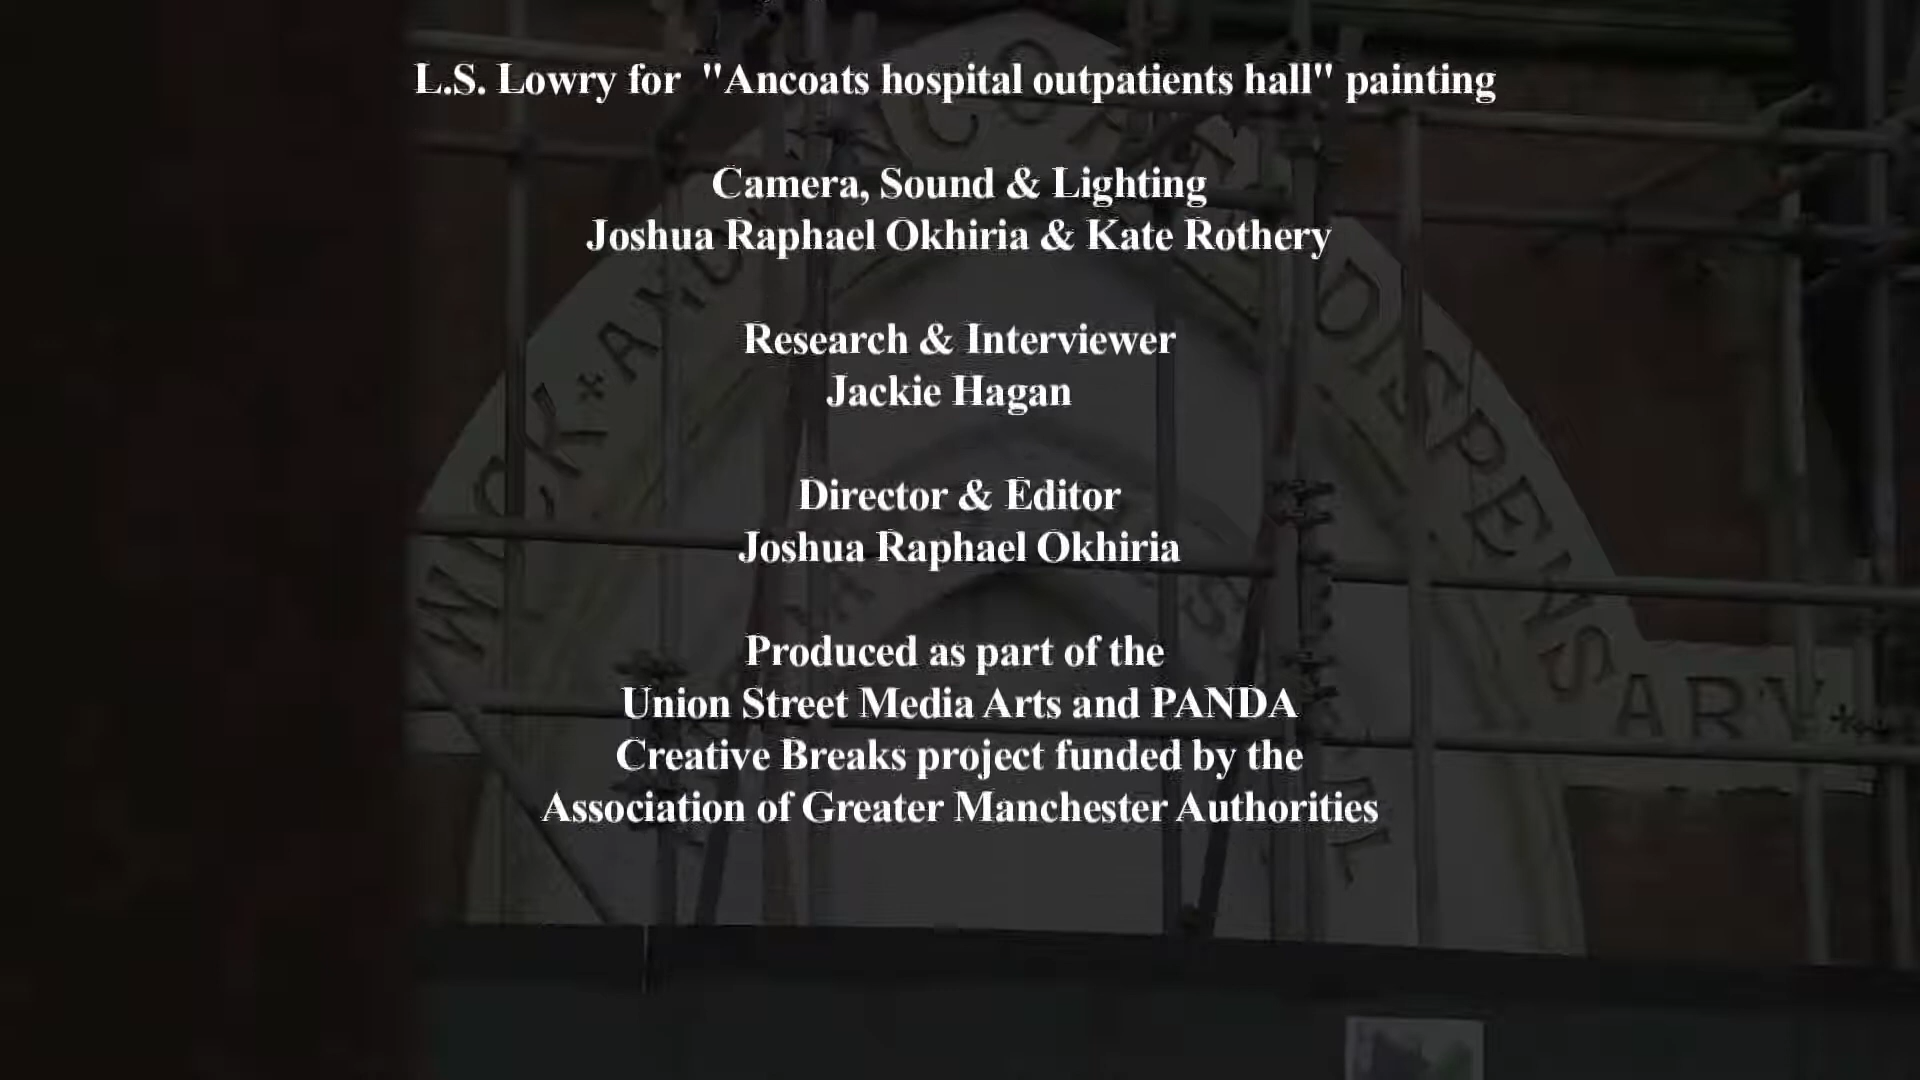 L.S. Lowry for "Ancoats hospital outpatients hall" painting
Camera, Sound & Lighting
Joshua Raphael Okhiria & Kate Rothery
Research & Interviewer
Jackie Hagan
Director & Editor
Joshua Raphael Okhiria
Produced as part of the
Union Street Media Arts and PANDA
Creative Breaks project funded by the
Association of Greater Manchester Authorities
DISPENSARY